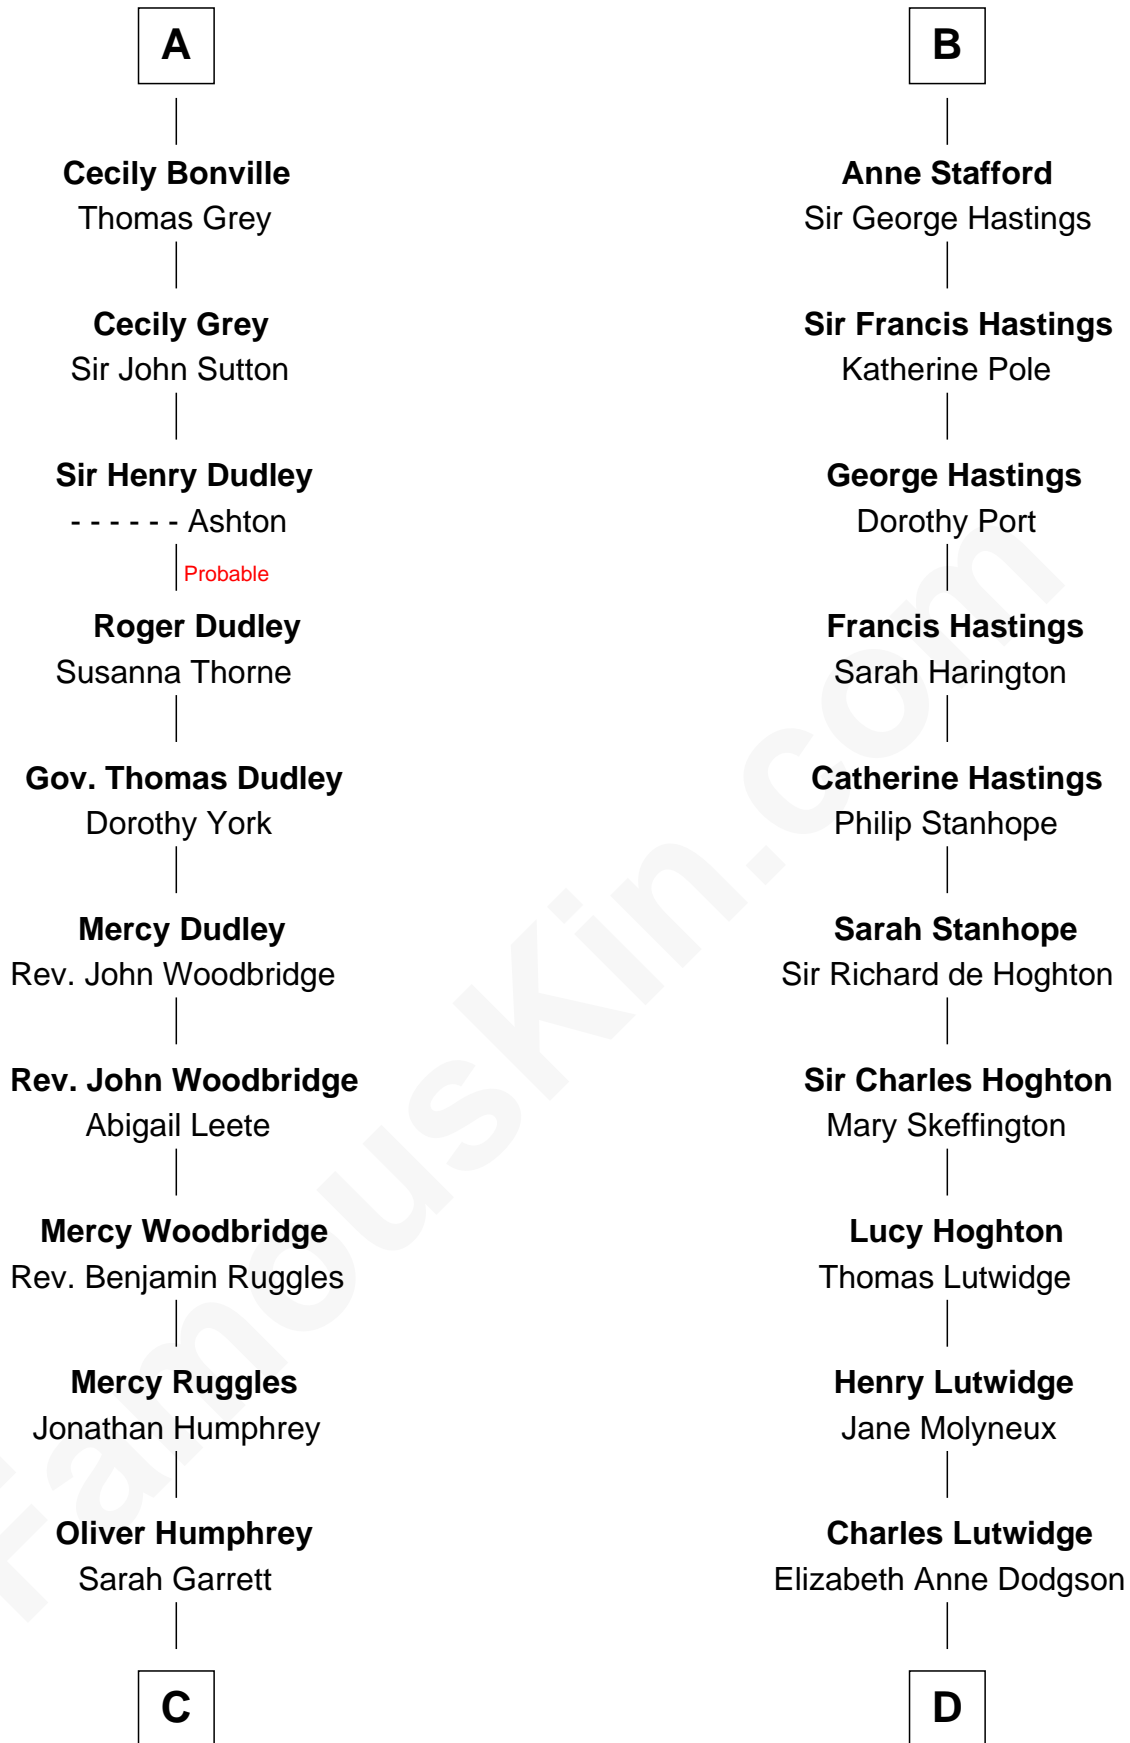 A
Cecily Bonville
Thomas Grey
Cecily Grey
Sir John Sutton
Sir Henry Dudley
- - - - - - Ashton
Probable
Roger Dudley
Susanna Thorne
Gov. Thomas Dudley
Dorothy York
Mercy Dudley
Rev. John Woodbridge
Rev. John Woodbridge
Abigail Leete
Mercy Woodbridge
Rev. Benjamin Ruggles
Mercy Ruggles
Jonathan Humphrey
Oliver Humphrey
Sarah Garrett
C
B
Anne Stafford
Sir George Hastings
Sir Francis Hastings
Katherine Pole
George Hastings
Dorothy Port
Francis Hastings
Sarah Harington
Catherine Hastings
Philip Stanhope
Sarah Stanhope
Sir Richard de Hoghton
Sir Charles Hoghton
Mary Skeffington
Lucy Hoghton
Thomas Lutwidge
Henry Lutwidge
Jane Molyneux
Charles Lutwidge
Elizabeth Anne Dodgson
D
FamousKin.com